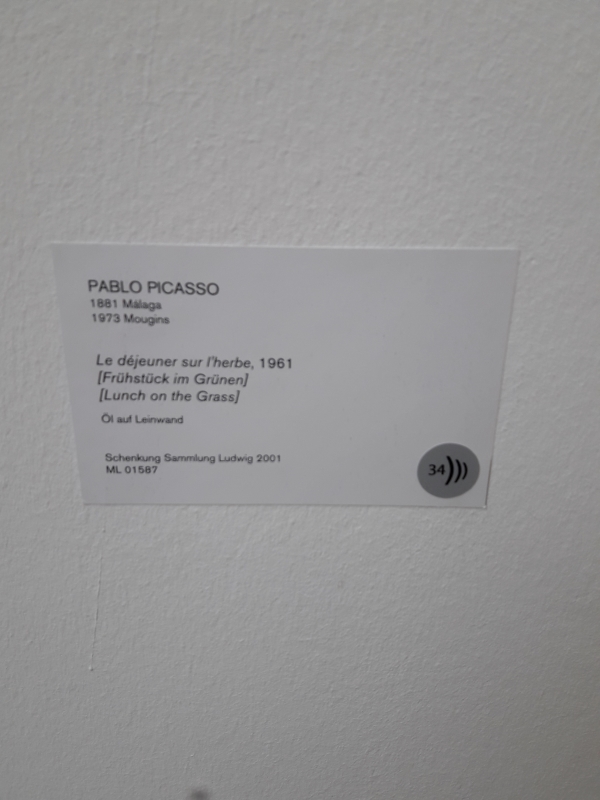 PABLO PICASSO
1881 Málaga
1973 Mougins
Le déjeuner sur l'herbe, 1961
[Frühstück im Grünen]
[Lunch on the Grass]
Öl auf Leinwand
Schenkung Sammlung Ludwig 2001
ML 01587
34